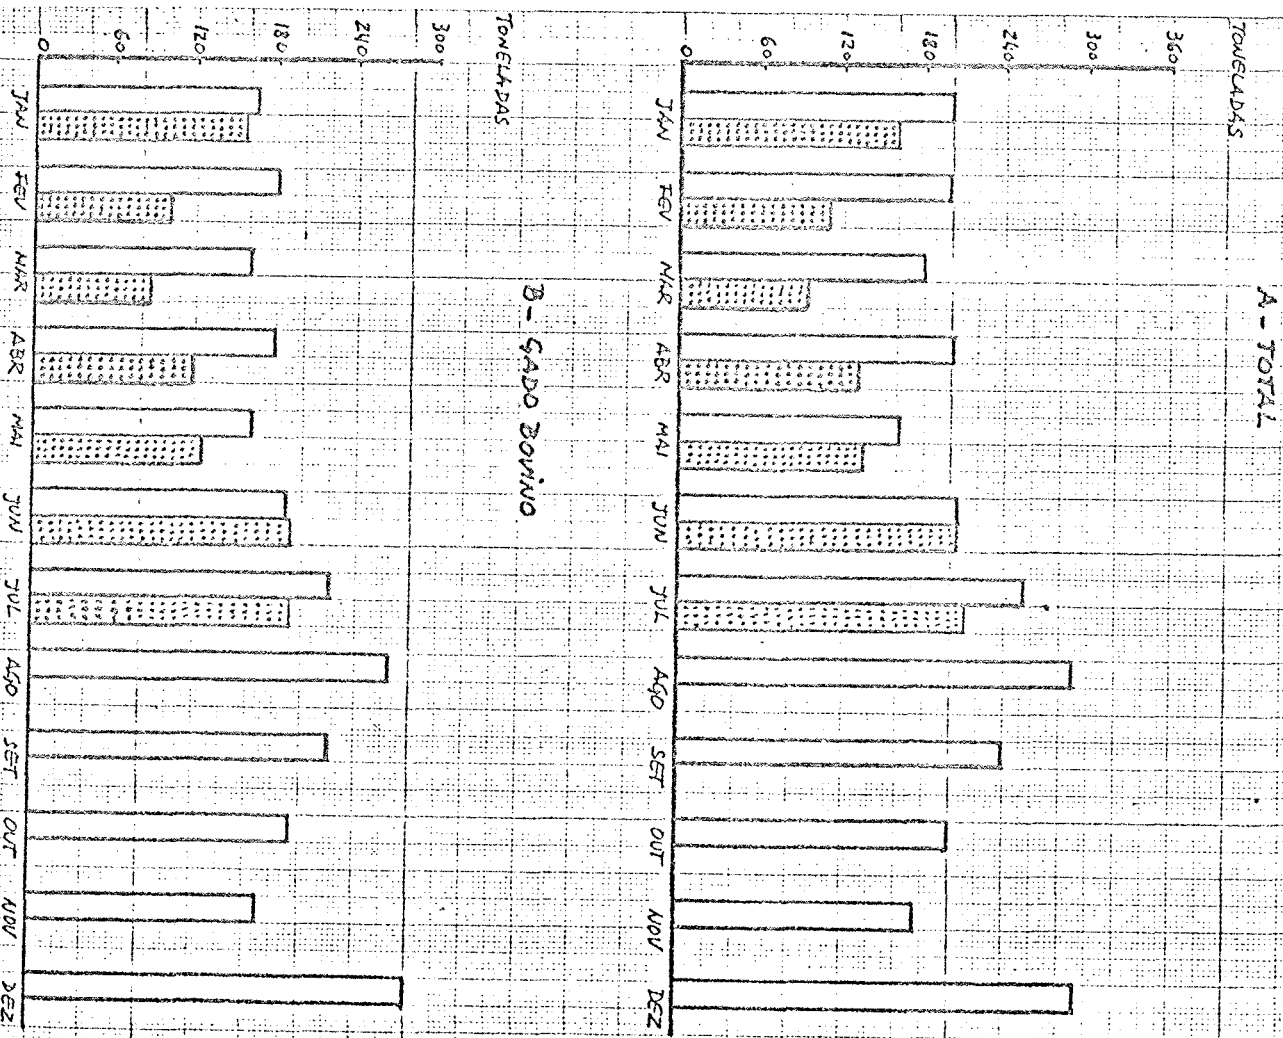 A - TOTAL
TONELADAS
360
300
240
180
120
60
0
JAN FEV MAR ABR MAI JUN JUL AGO SET OUT NOV DEZ
B - GADO BOVINO
TONELADAS
300
240
180
120
60
0
JAN FEV MAR ABR MAI JUN JUL AGO SET OUT NOV DEZ